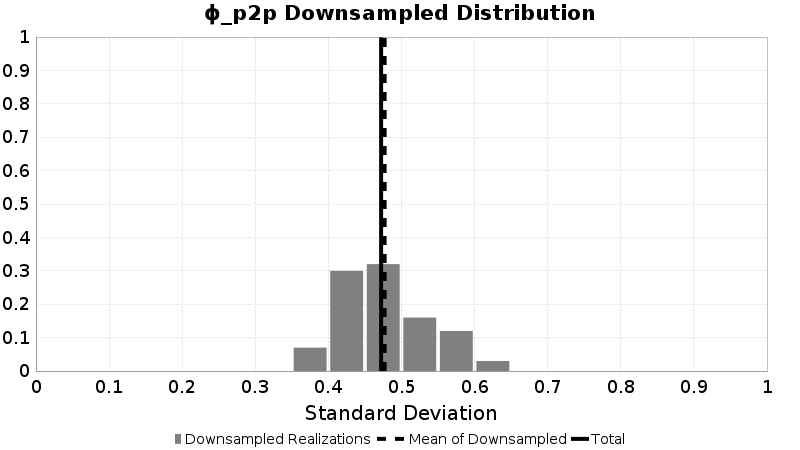 ϕ_p2p Downsampled Distribution
1
0.9
0.8
0.7
0.6
0.5
0.4
0.3
0.2
0.1
0
0 0.1 0.2 0.3 0.4 0.5 0.6 0.7 0.8 0.9 1
Standard Deviation
Downsampled Realizations Mean of Downsampled Total